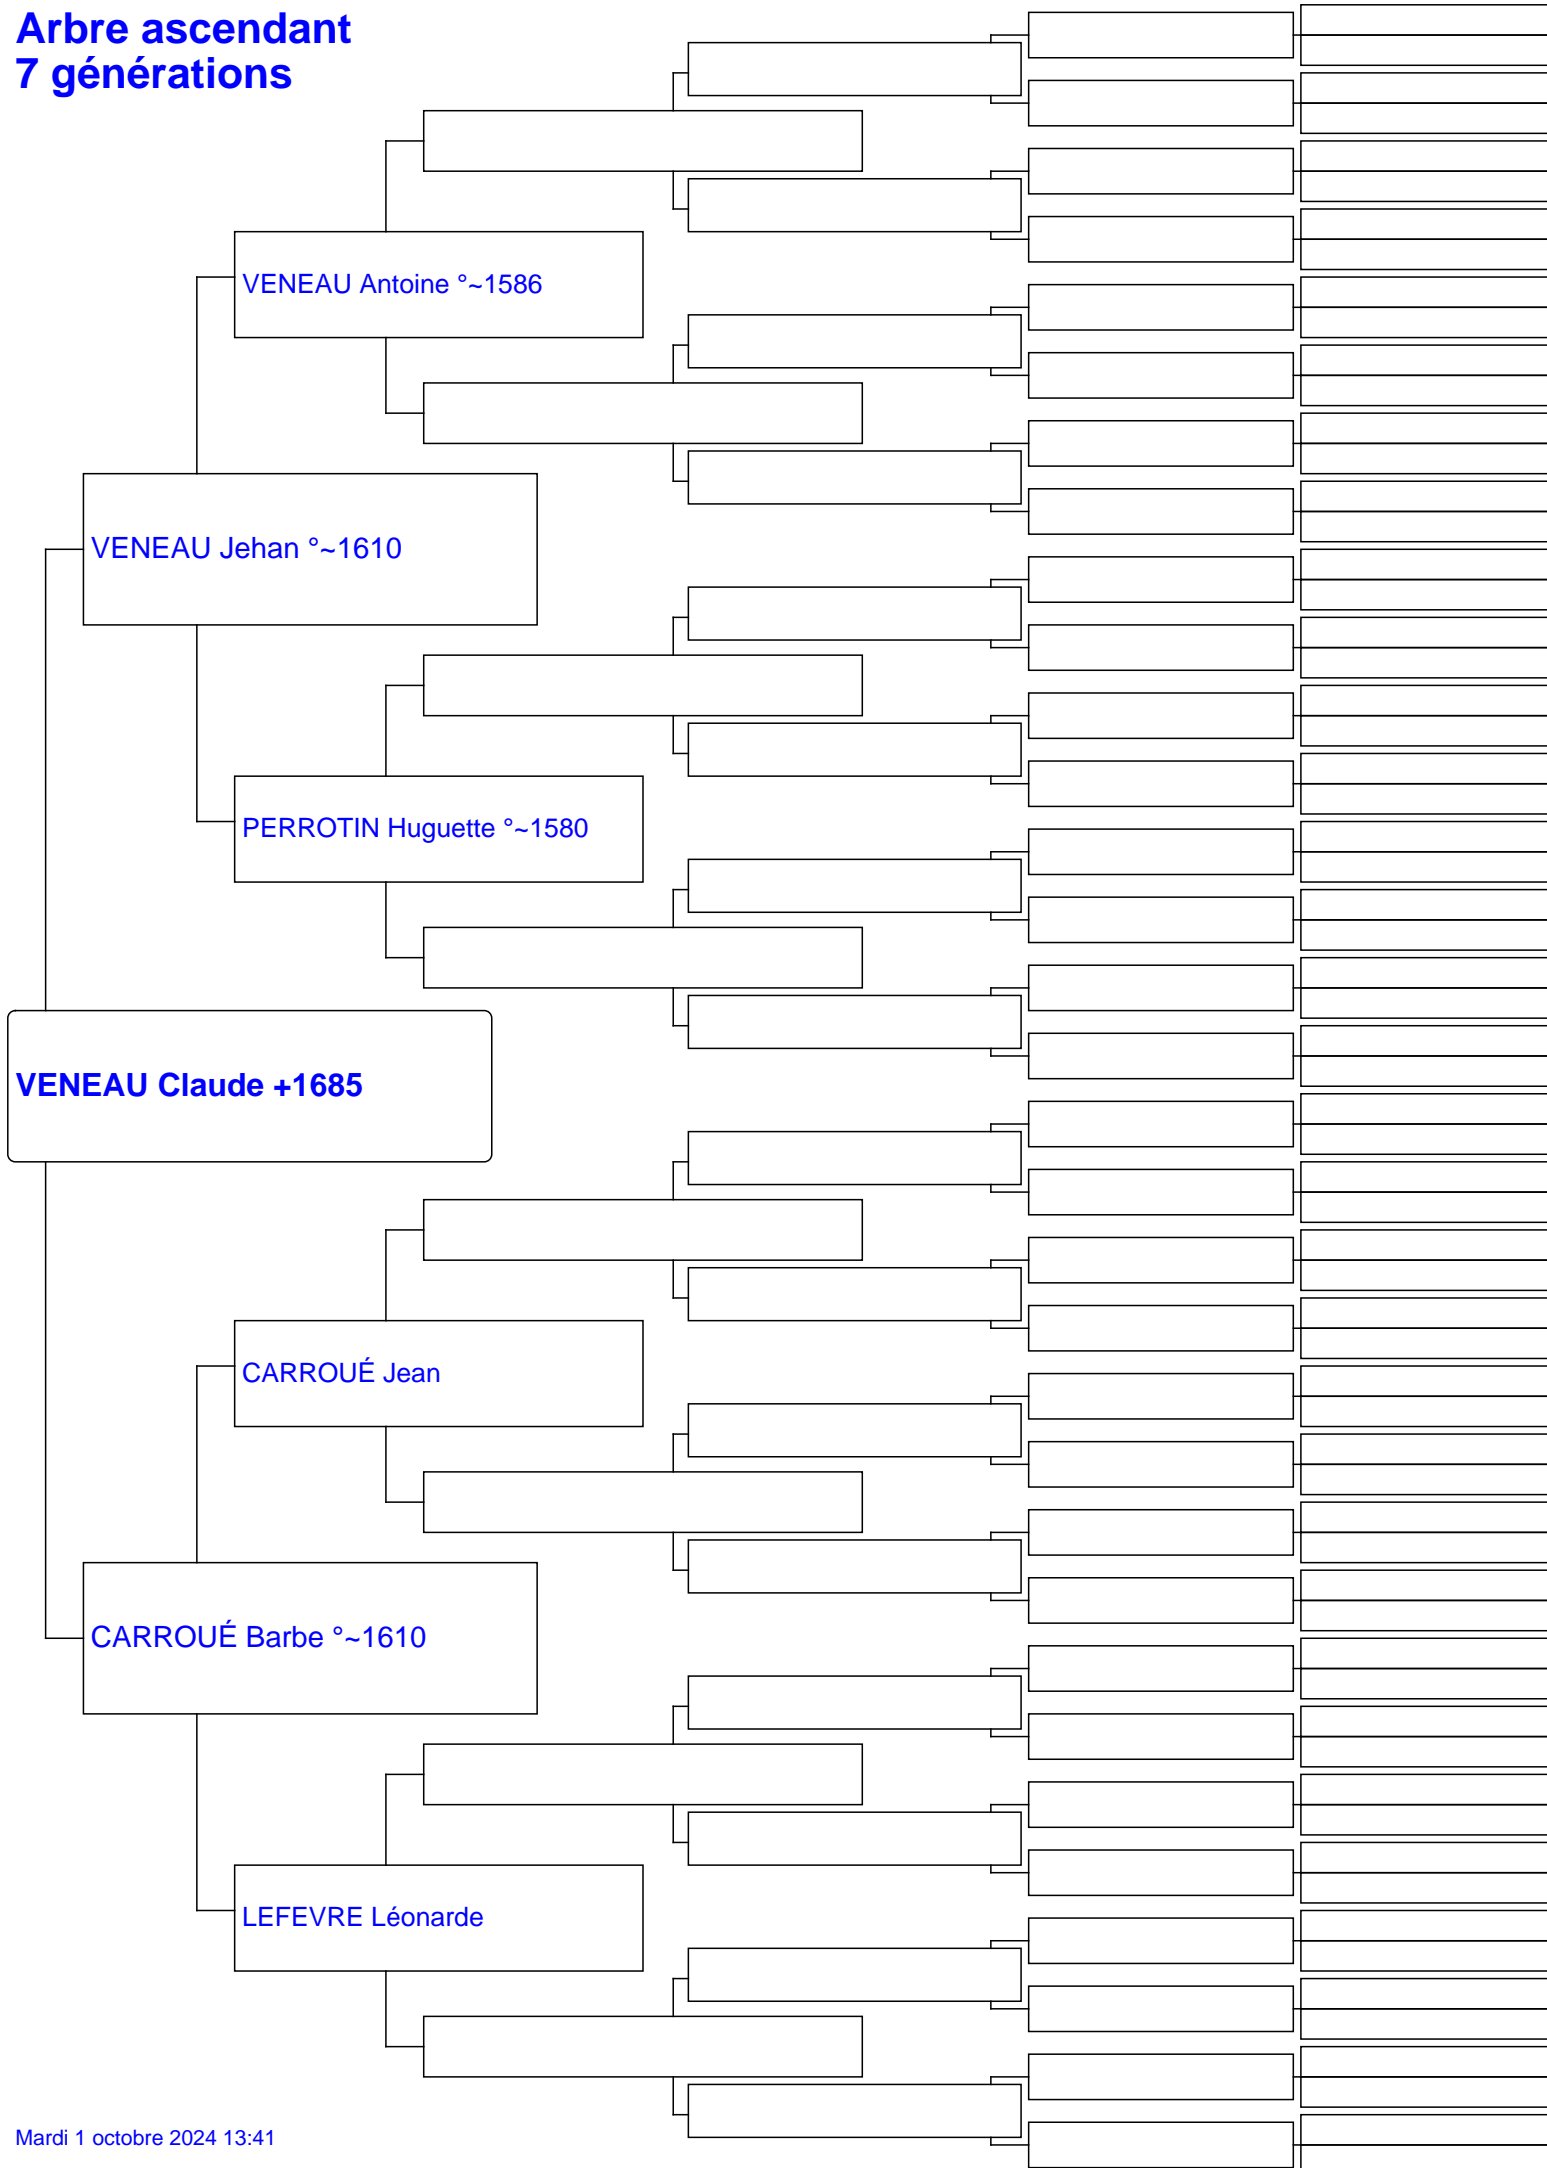 Arbre ascendant
7 générations
VENEAU Antoine °~1586
VENEAU Jehan °~1610
PERROTIN Huguette °~1580
VENEAU Claude +1685
CARROUÉ Jean
CARROUÉ Barbe °~1610
LEFEVRE Léonarde
Mardi 1 octobre 2024 13:41